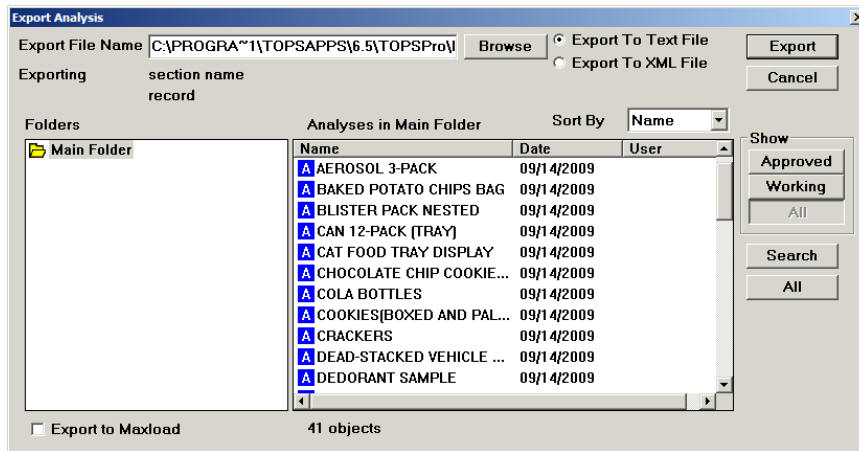 Export Analysis
Export File Name C:\PROGRA~1\TOPSAPPS\6.5\TOPSPro\ Browse Export To Text File Export
Exporting section name Export To XML File Cancel
record
Folders Analyses in Main Folder Sort By Name
Show
Main Folder Name Date User Approved
A AEROSOL 3-PACK 09/14/2009
A BAKED POTATO CHIPS BAG 09/14/2009 Working
A BLISTER PACK NESTED 09/14/2009 All
A CAN 12-PACK (TRAY) 09/14/2009
A CAT FOOD TRAY DISPLAY 09/14/2009 Search
A CHOCOLATE CHIP COOKIE... 09/14/2009
A COLA BOTTLES 09/14/2009 All
A COOKIES(BOXED AND PAL... 09/14/2009
A CRACKERS 09/14/2009
A DEAD-STACKED VEHICLE ... 09/14/2009
A DEDORANT SAMPLE 09/14/2009
Export to Maxload 41 objects